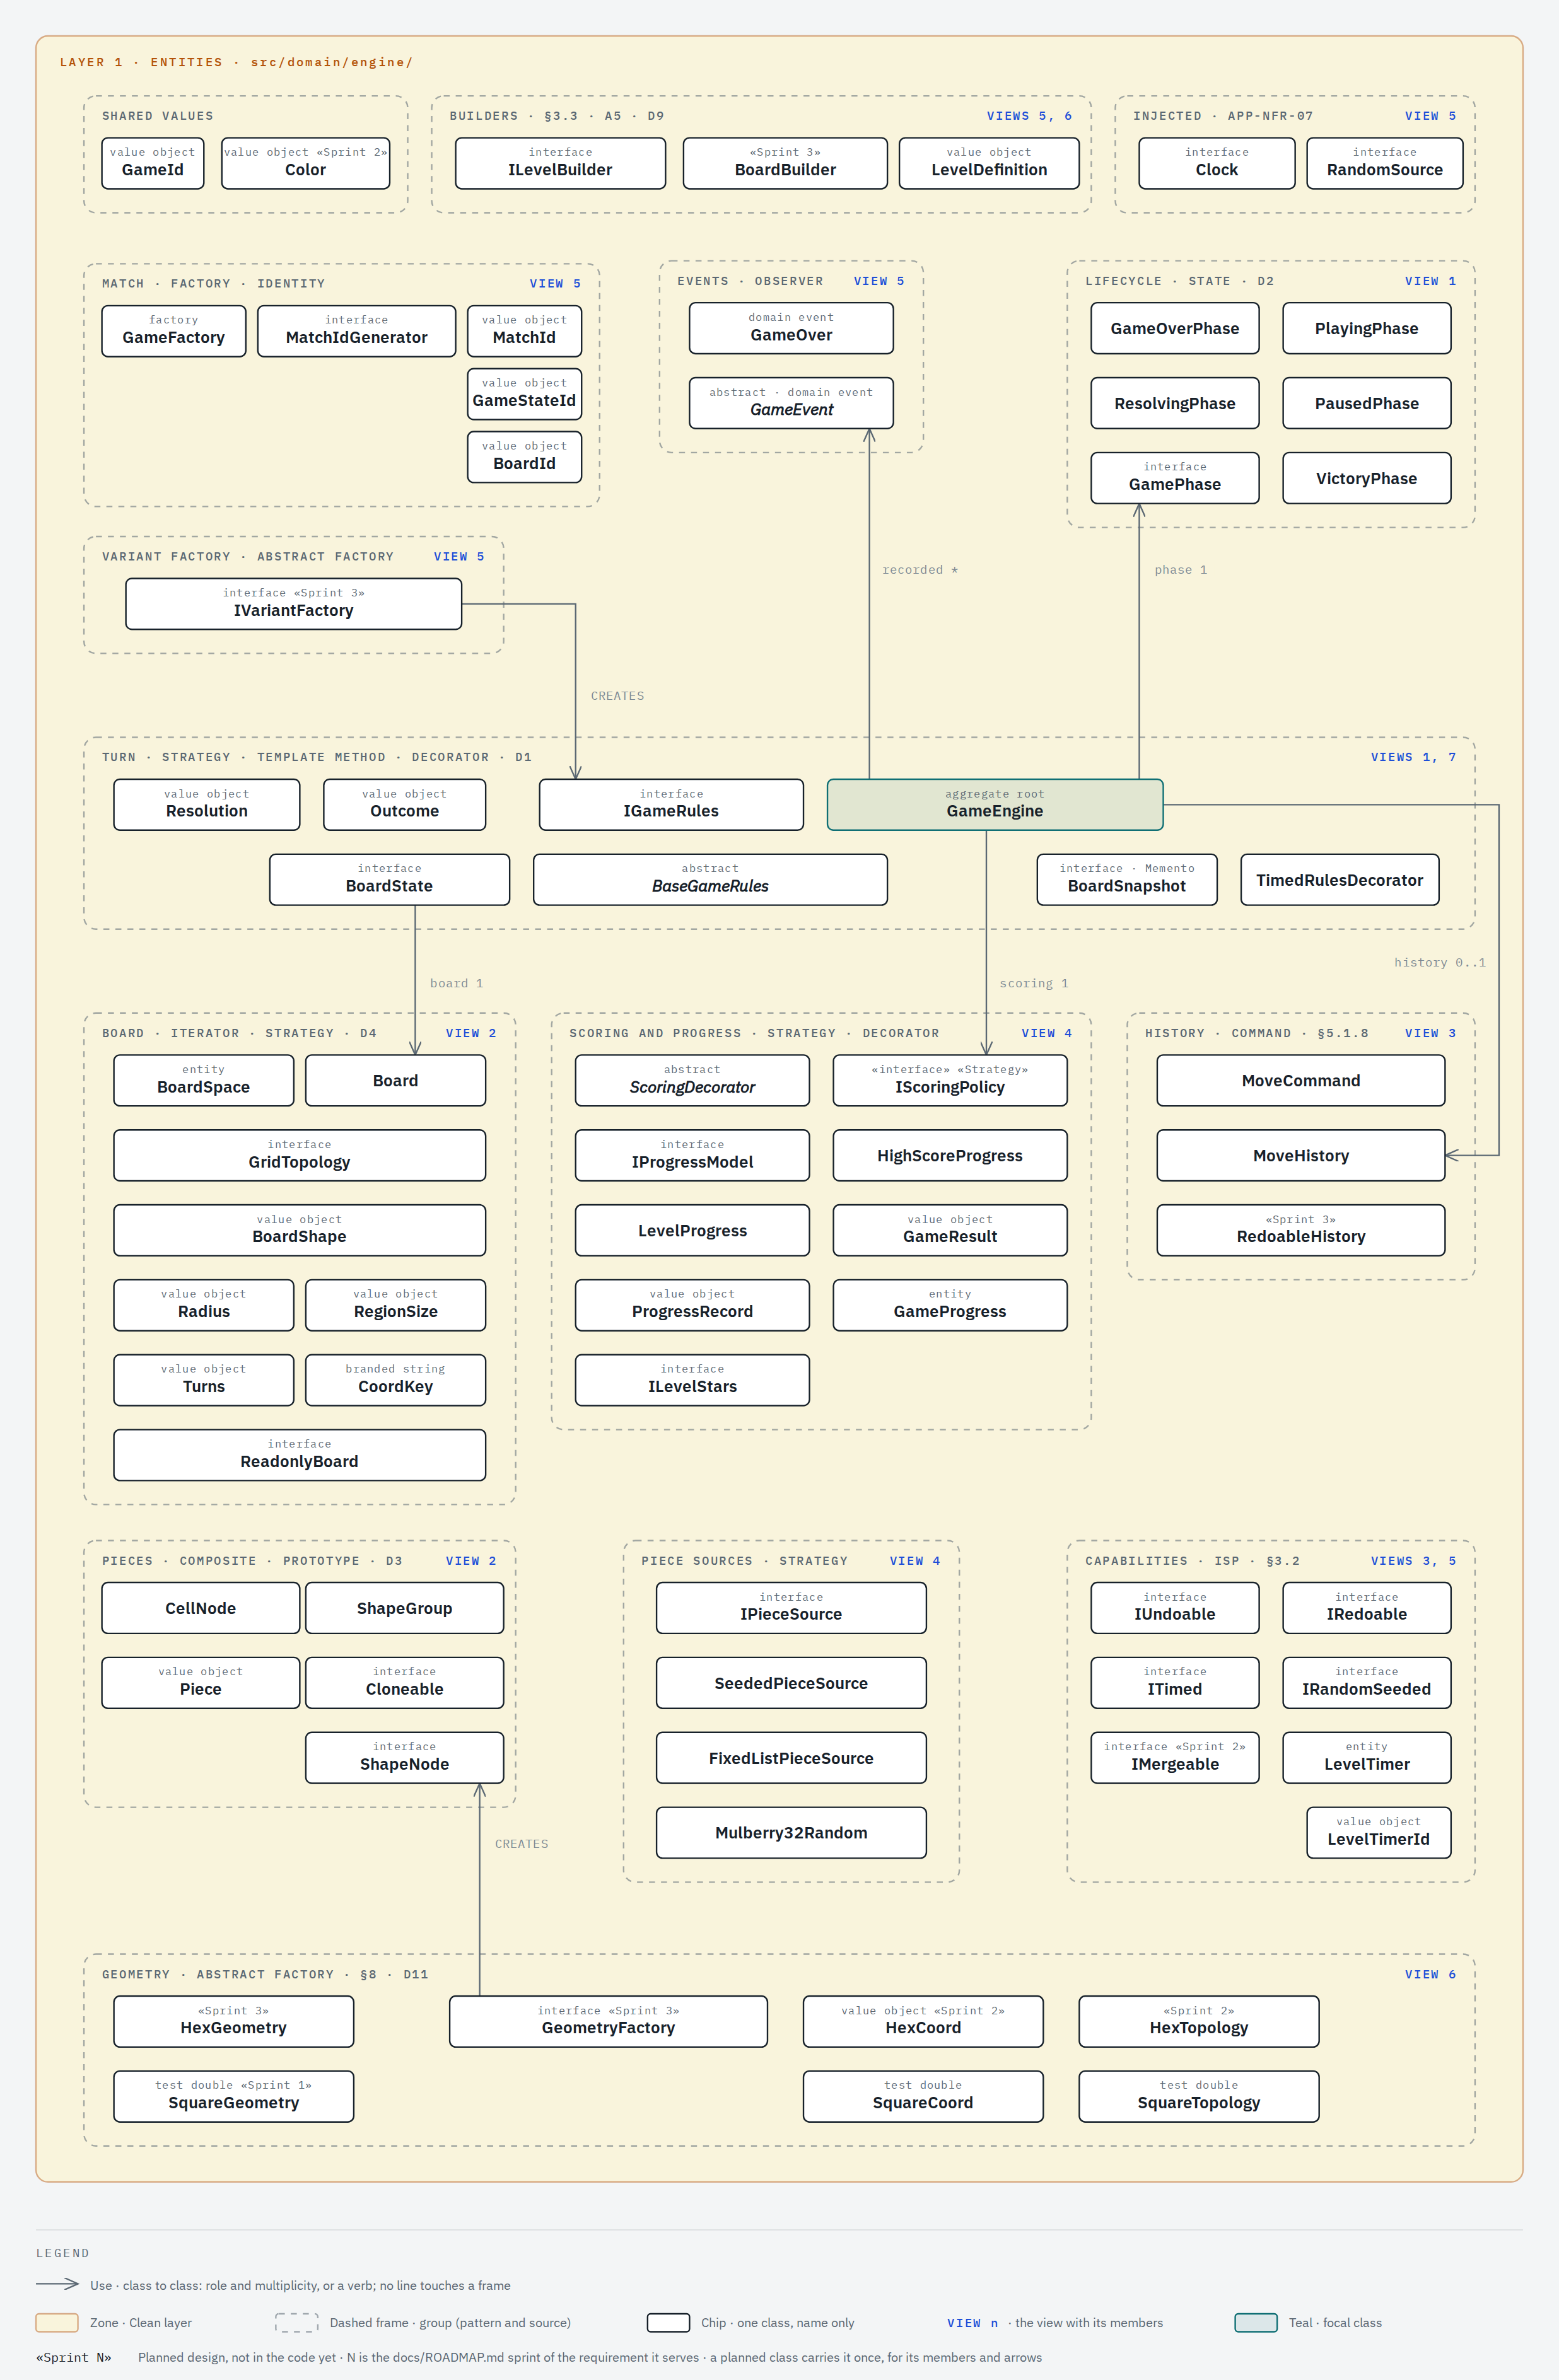 LAYER 1 · ENTITIES · src/domain/engine/
SHARED VALUES
value object
GameId
value object «Sprint 2»
Color
BUILDERS · §3.3 · A5 · D9
VIEWS 5, 6
interface
ILevelBuilder
«Sprint 3»
BoardBuilder
value object
LevelDefinition
INJECTED · APP-NFR-07
VIEW 5
interface
Clock
interface
RandomSource
MATCH · FACTORY · IDENTITY
VIEW 5
factory
GameFactory
interface
MatchIdGenerator
value object
MatchId
value object
GameStateId
value object
BoardId
EVENTS · OBSERVER
VIEW 5
domain event
GameOver
abstract · domain event
GameEvent
LIFECYCLE · STATE · D2
VIEW 1
GameOverPhase
PlayingPhase
ResolvingPhase
PausedPhase
interface
GamePhase
VictoryPhase
VARIANT FACTORY · ABSTRACT FACTORY
VIEW 5
interface «Sprint 3»
IVariantFactory
recorded *
phase 1
CREATES
TURN · STRATEGY · TEMPLATE METHOD · DECORATOR · D1
VIEWS 1, 7
value object
Resolution
value object
Outcome
interface
IGameRules
aggregate root
GameEngine
interface
BoardState
abstract
BaseGameRules
interface · Memento
BoardSnapshot
TimedRulesDecorator
history 0..1
board 1
scoring 1
BOARD · ITERATOR · STRATEGY · D4
VIEW 2
entity
BoardSpace
Board
interface
GridTopology
value object
BoardShape
value object
Radius
value object
RegionSize
value object
Turns
branded string
CoordKey
interface
ReadonlyBoard
SCORING AND PROGRESS · STRATEGY · DECORATOR
VIEW 4
abstract
ScoringDecorator
«interface» «Strategy»
IScoringPolicy
interface
IProgressModel
HighScoreProgress
LevelProgress
value object
GameResult
value object
ProgressRecord
entity
GameProgress
interface
ILevelStars
HISTORY · COMMAND · §5.1.8
VIEW 3
MoveCommand
MoveHistory
«Sprint 3»
RedoableHistory
PIECES · COMPOSITE · PROTOTYPE · D3
VIEW 2
CellNode
ShapeGroup
value object
Piece
interface
Cloneable
interface
ShapeNode
PIECE SOURCES · STRATEGY
VIEW 4
interface
IPieceSource
SeededPieceSource
FixedListPieceSource
Mulberry32Random
CAPABILITIES · ISP · §3.2
VIEWS 3, 5
interface
IUndoable
interface
IRedoable
interface
ITimed
interface
IRandomSeeded
interface «Sprint 2»
IMergeable
entity
LevelTimer
value object
LevelTimerId
CREATES
GEOMETRY · ABSTRACT FACTORY · §8 · D11
VIEW 6
«Sprint 3»
HexGeometry
interface «Sprint 3»
GeometryFactory
value object «Sprint 2»
HexCoord
«Sprint 2»
HexTopology
test double «Sprint 1»
SquareGeometry
test double
SquareCoord
test double
SquareTopology
LEGEND
Use · class to class: role and multiplicity, or a verb; no line touches a frame
Zone · Clean layer
Dashed frame · group (pattern and source)
Chip · one class, name only
VIEW n · the view with its members
Teal · focal class
«Sprint N» Planned design, not in the code yet · N is the docs/ROADMAP.md sprint of the requirement it serves · a planned class carries it once, for its members and arrows